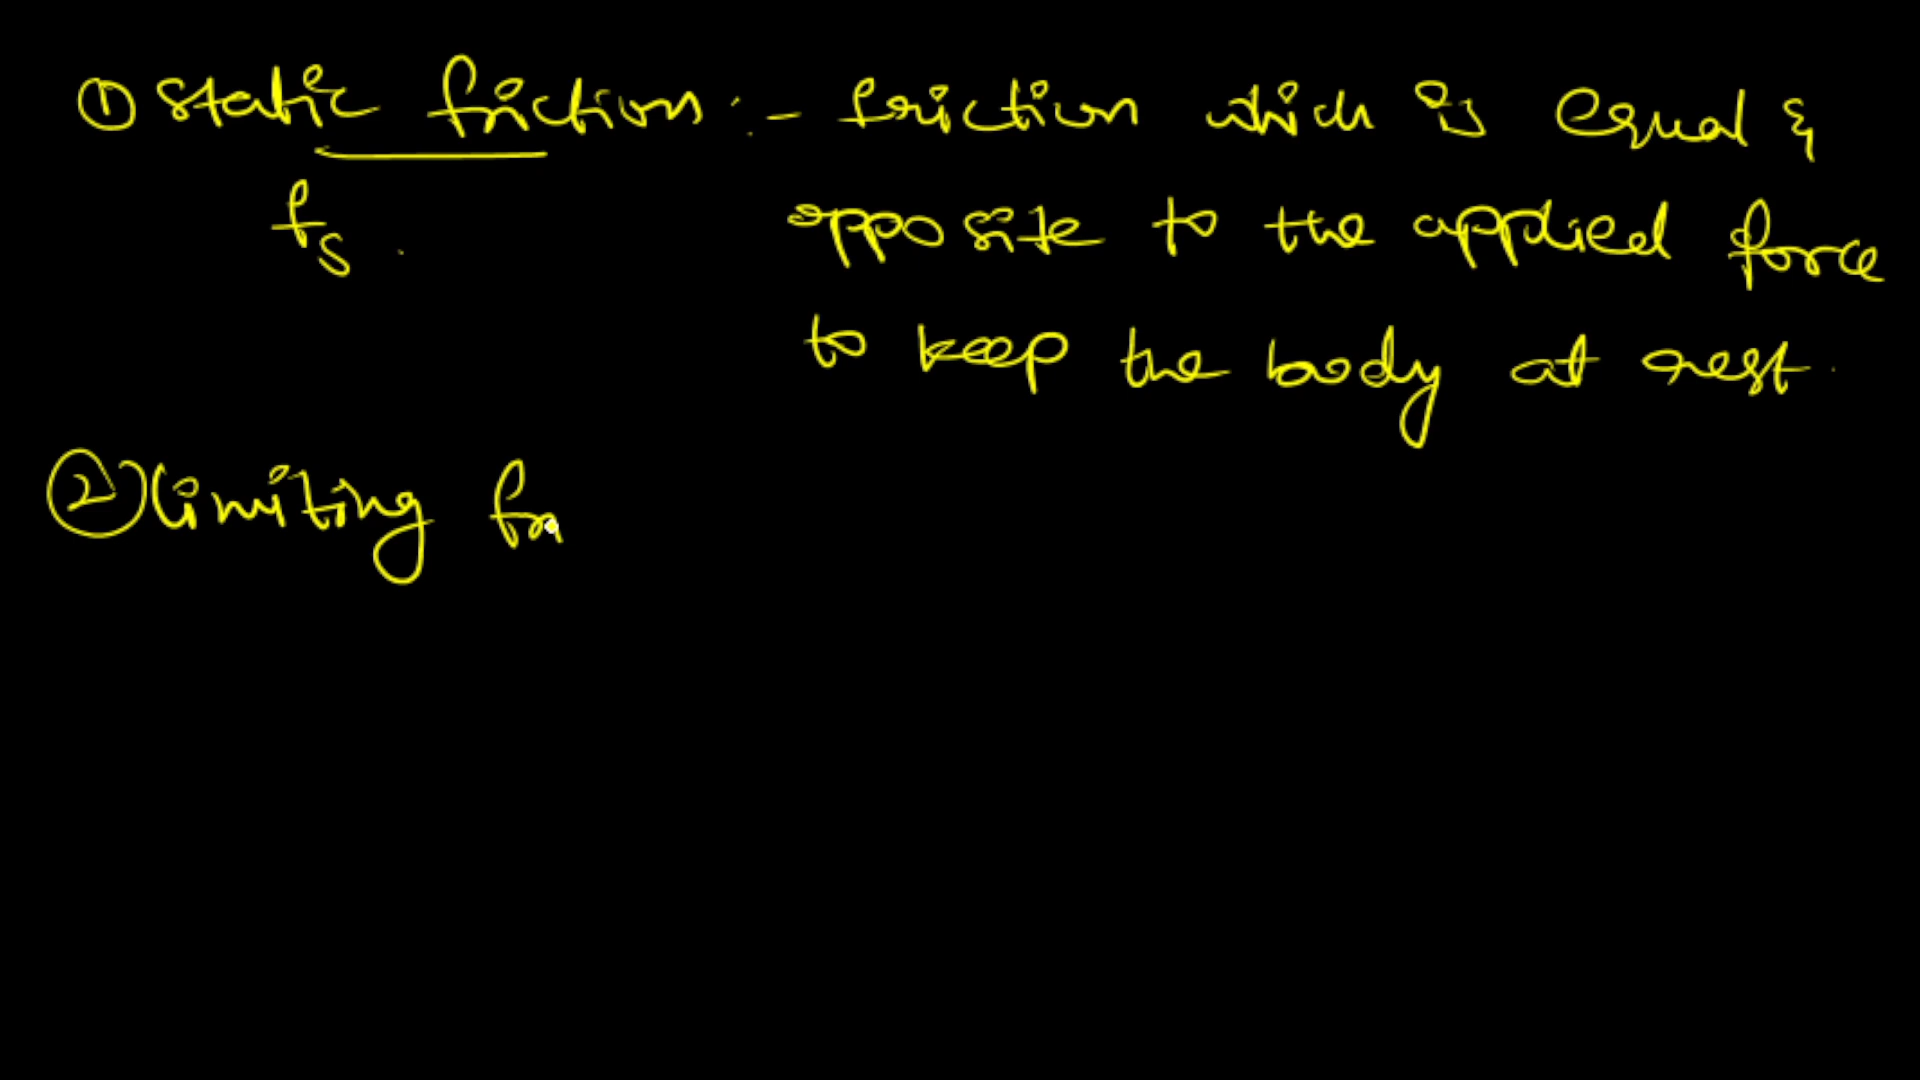 ① Static friction :- friction which is equal &
fs. opposite to the applied force
to keep the body at rest.
② limiting fri